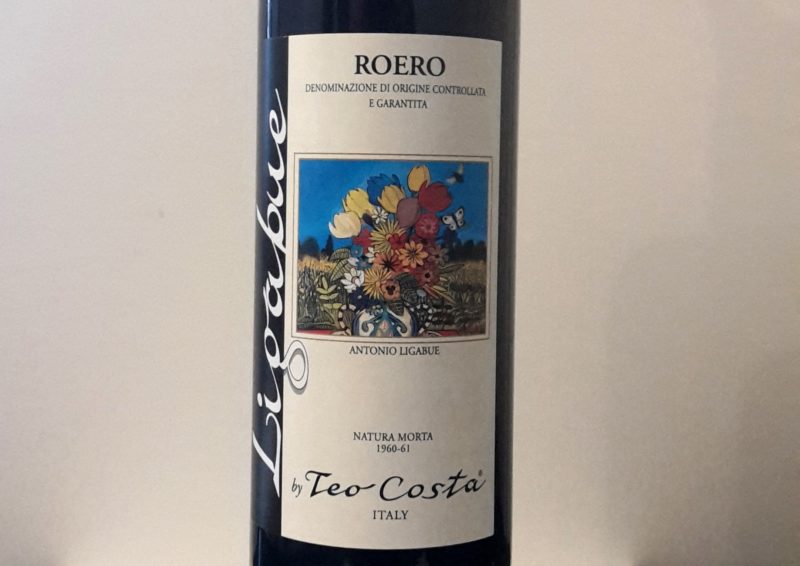 ROERO
DENOMINAZIONE DI ORIGINE CONTROLLATA
E GARANTITA
Ligabue
ANTONIO LIGABUE
NATURA MORTA
1960-61
by Teo Costa®
ITALY